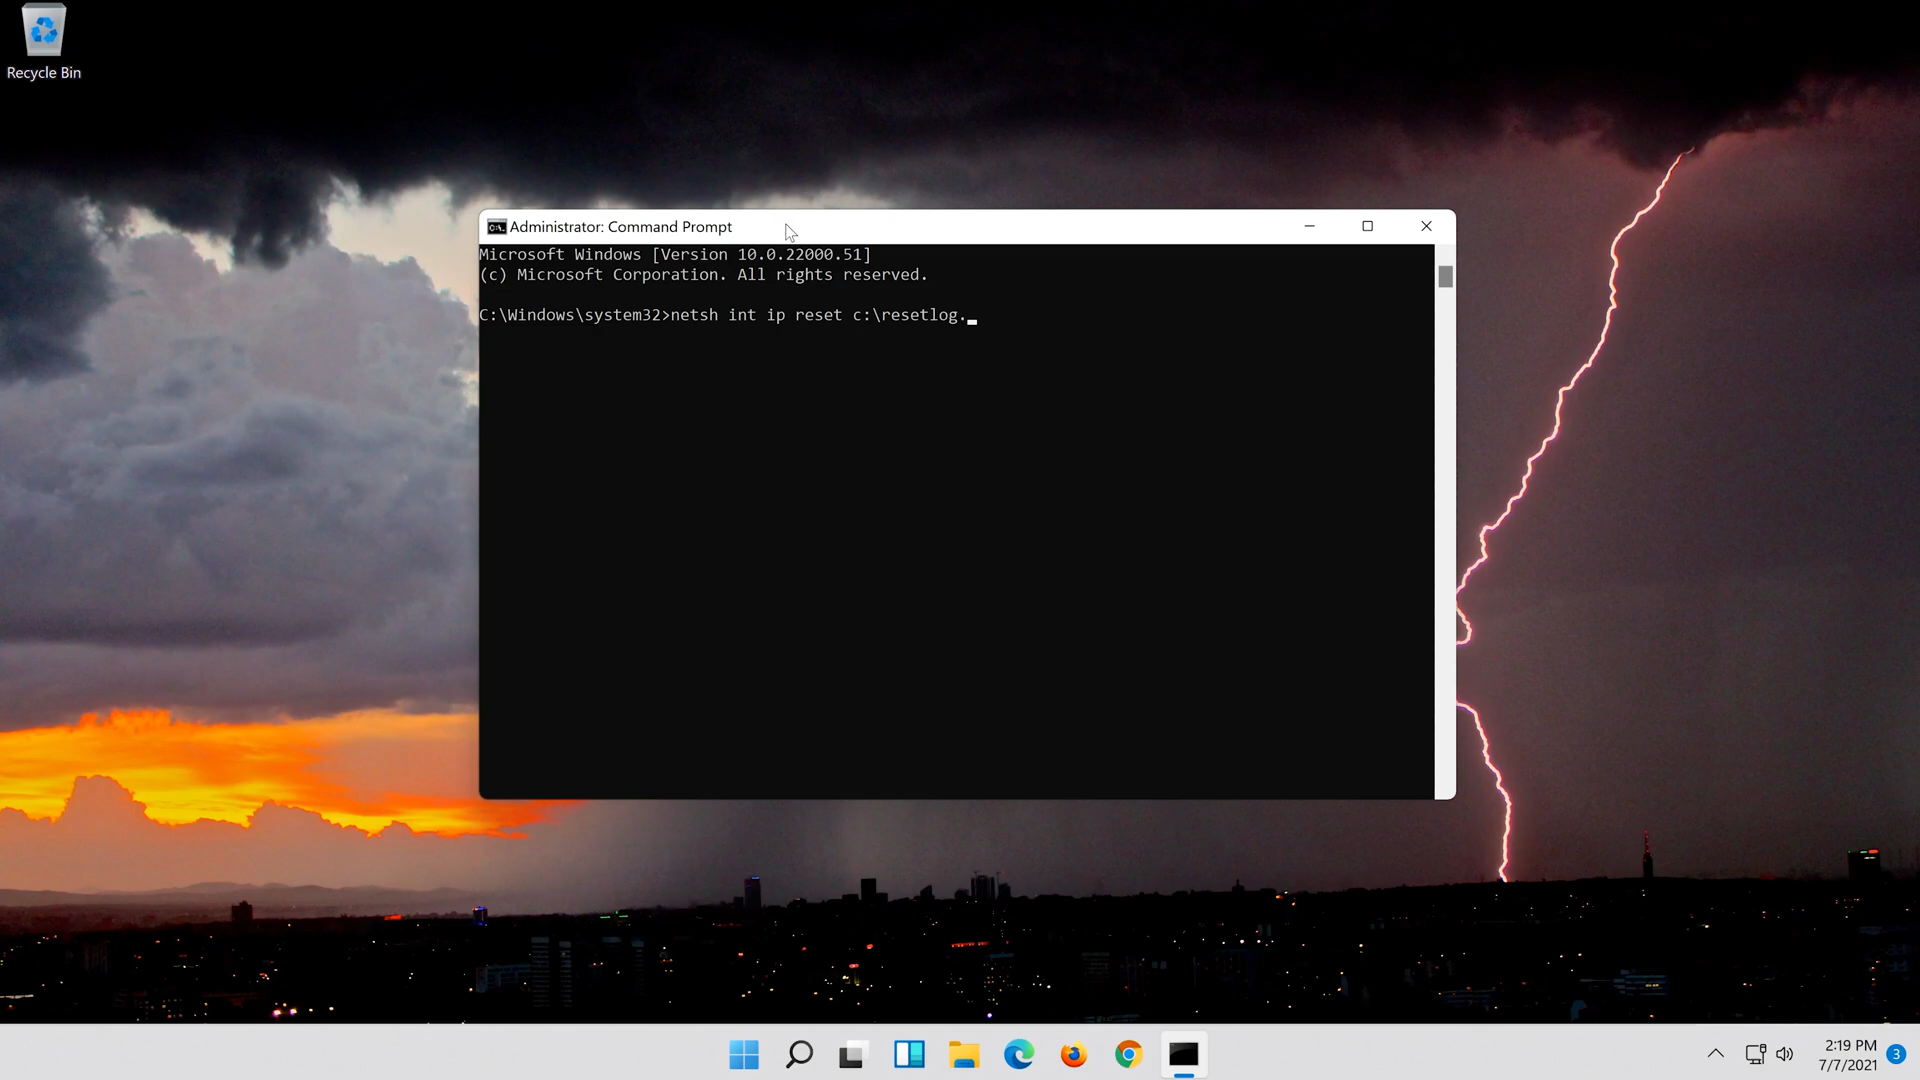 Recycle Bin
Administrator: Command Prompt
Microsoft Windows [Version 10.0.22000.51]
(c) Microsoft Corporation. All rights reserved.
C:\Windows\system32>netsh int ip reset c:\resetlog.
2:19 PM
7/7/2021
3